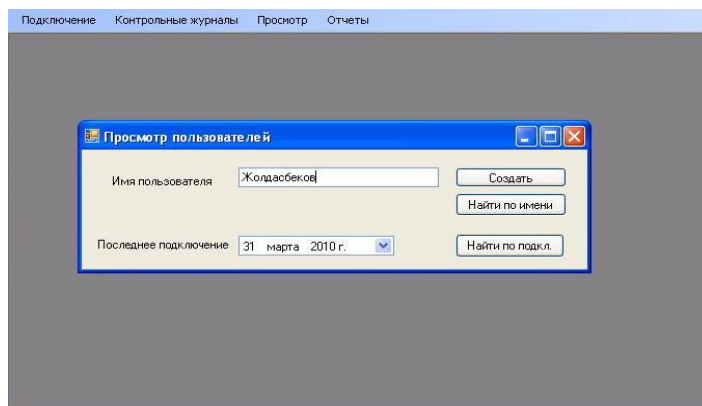 Подключение Контрольные журналы Просмотр Отчеты
Просмотр пользователей
Имя пользователя Жолдасбеков Создать
Найти по имени
Последнее подключение 31 марта 2010 г. Найти по подкл.